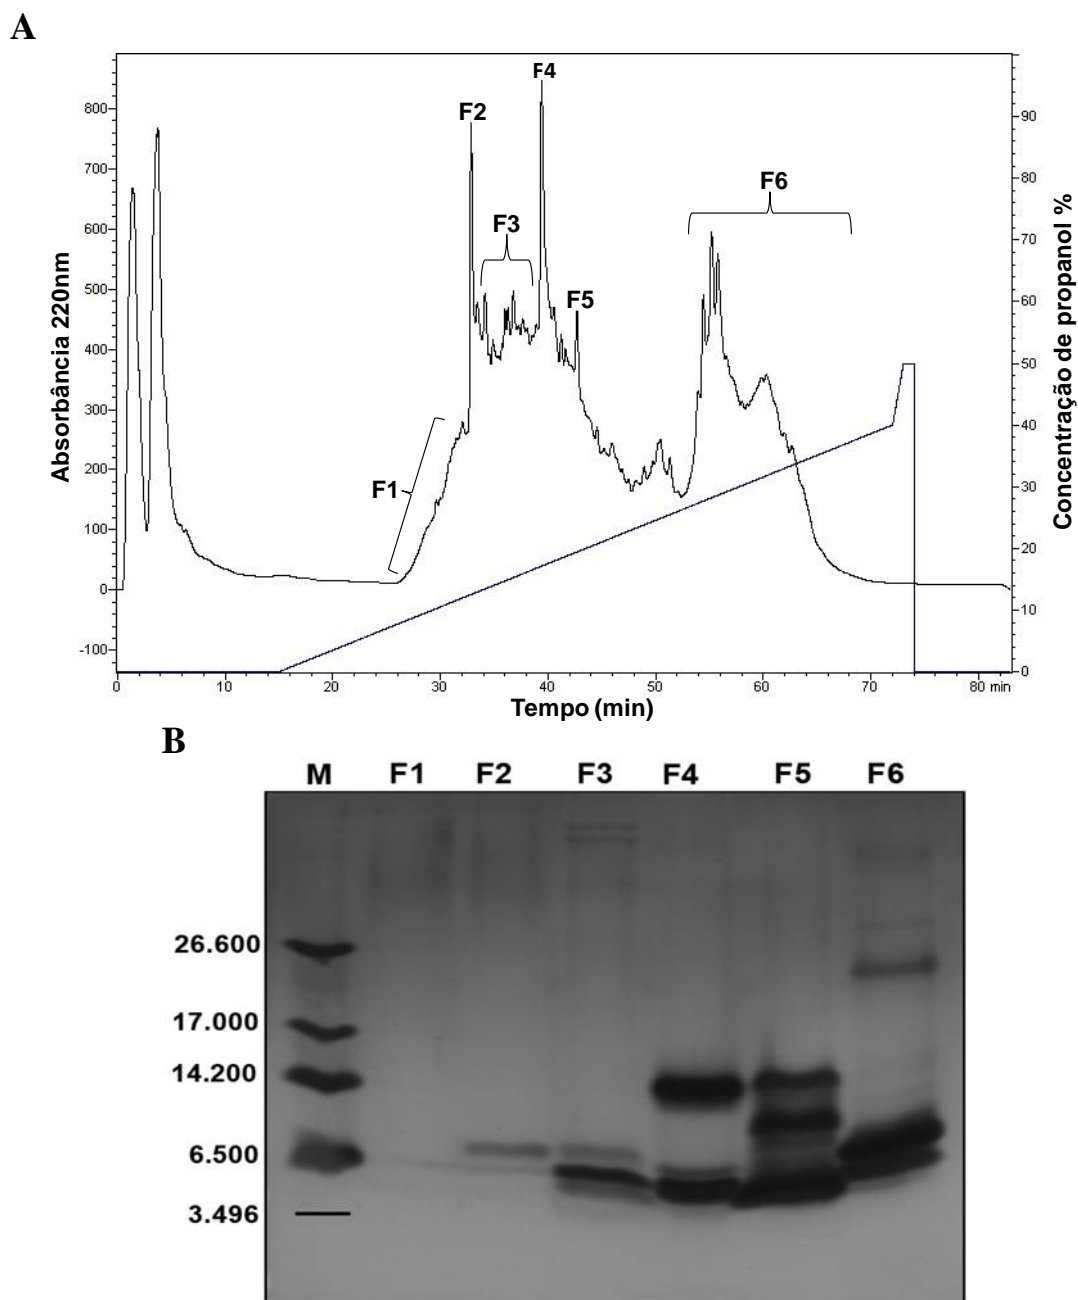 A
F4
F2
F6
F3
F5
F1
800
700
600
500
400
300
200
100
0
-100
Absorbância 220nm
90
80
70
60
50
40
30
20
10
0
Concentração de propanol %
0 10 20 30 40 50 60 70 80 min
Tempo (min)
B
M F1 F2 F3 F4 F5 F6
26.600
17.000
14.200
6.500
3.496